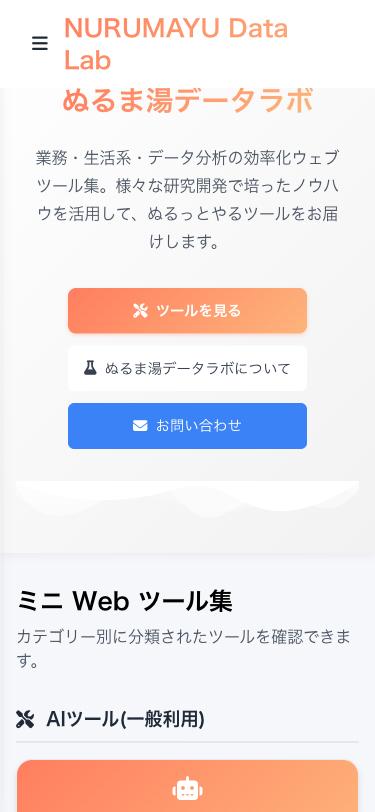 NURUMAYU Data
Lab
ぬるま湯データラボ
業務・生活系・データ分析の効率化ウェブ
ツール集。様々な研究開発で培ったノウハ
ウを活用して、ぬるっとやるツールをお届
けします。
ツールを見る
ぬるま湯データラボについて
お問い合わせ
ミニ Web ツール集
カテゴリー別に分類されたツールを確認できま
す。
AIツール(一般利用)